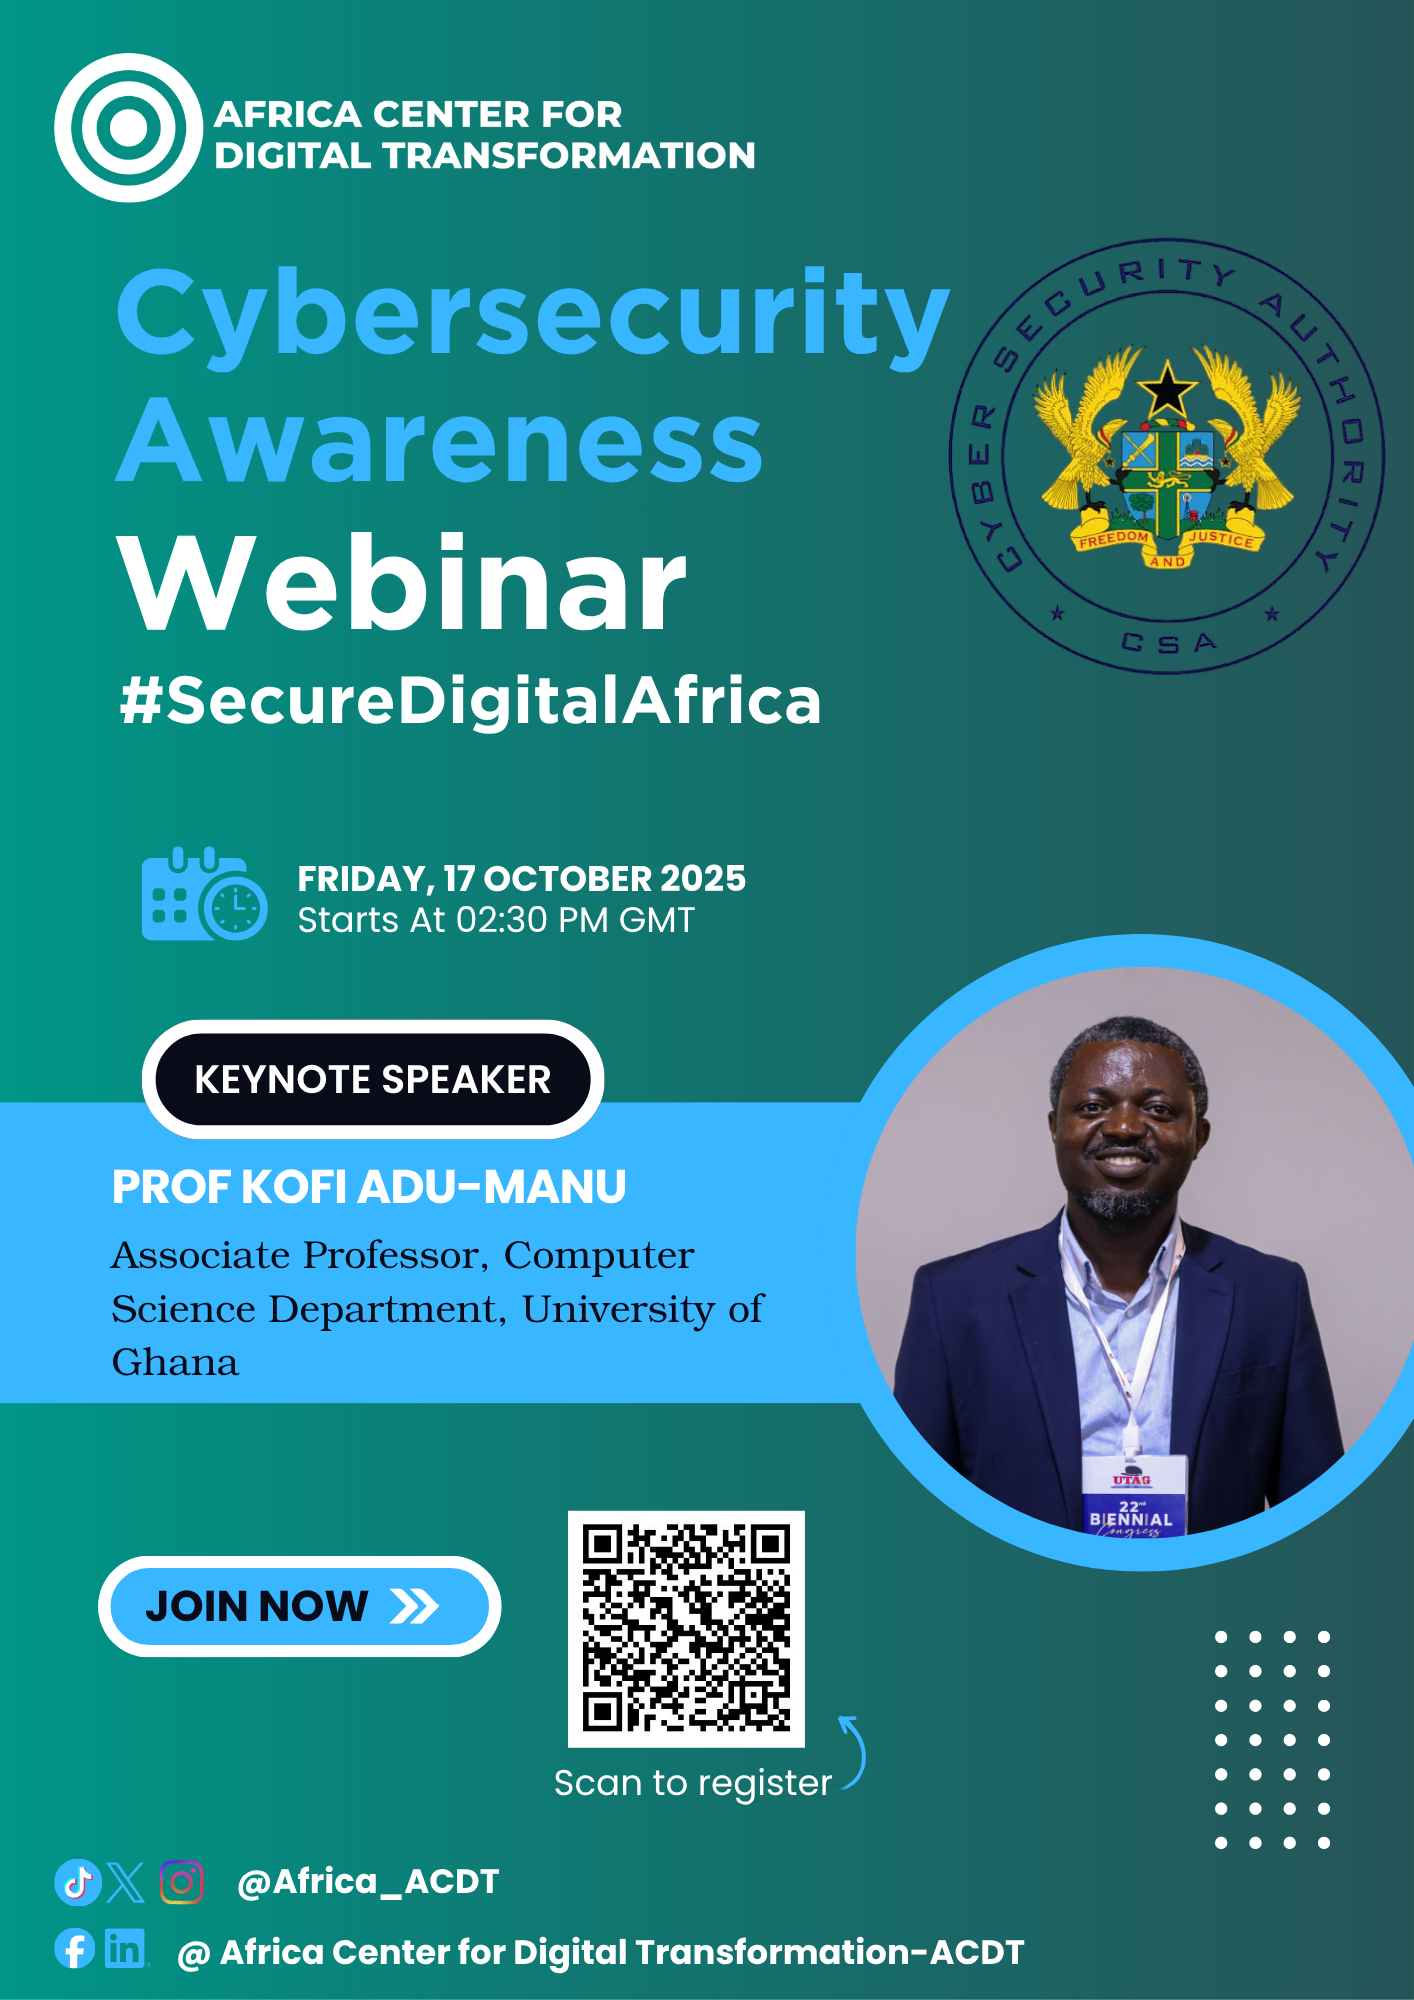 AFRICA CENTER FOR
DIGITAL TRANSFORMATION
Cybersecurity
Awareness
Webinar
#SecureDigitalAfrica
CYBER SECURITY AUTHORITY
FREEDOM AND JUSTICE
CSA
FRIDAY, 17 OCTOBER 2025
Starts At 02:30 PM GMT
KEYNOTE SPEAKER
PROF KOFI ADU-MANU
Associate Professor, Computer
Science Department, University of
Ghana
UTAG
22nd
BIENNIAL
Congress
JOIN NOW
Scan to register
@Africa_ACDT
in
@ Africa Center for Digital Transformation-ACDT